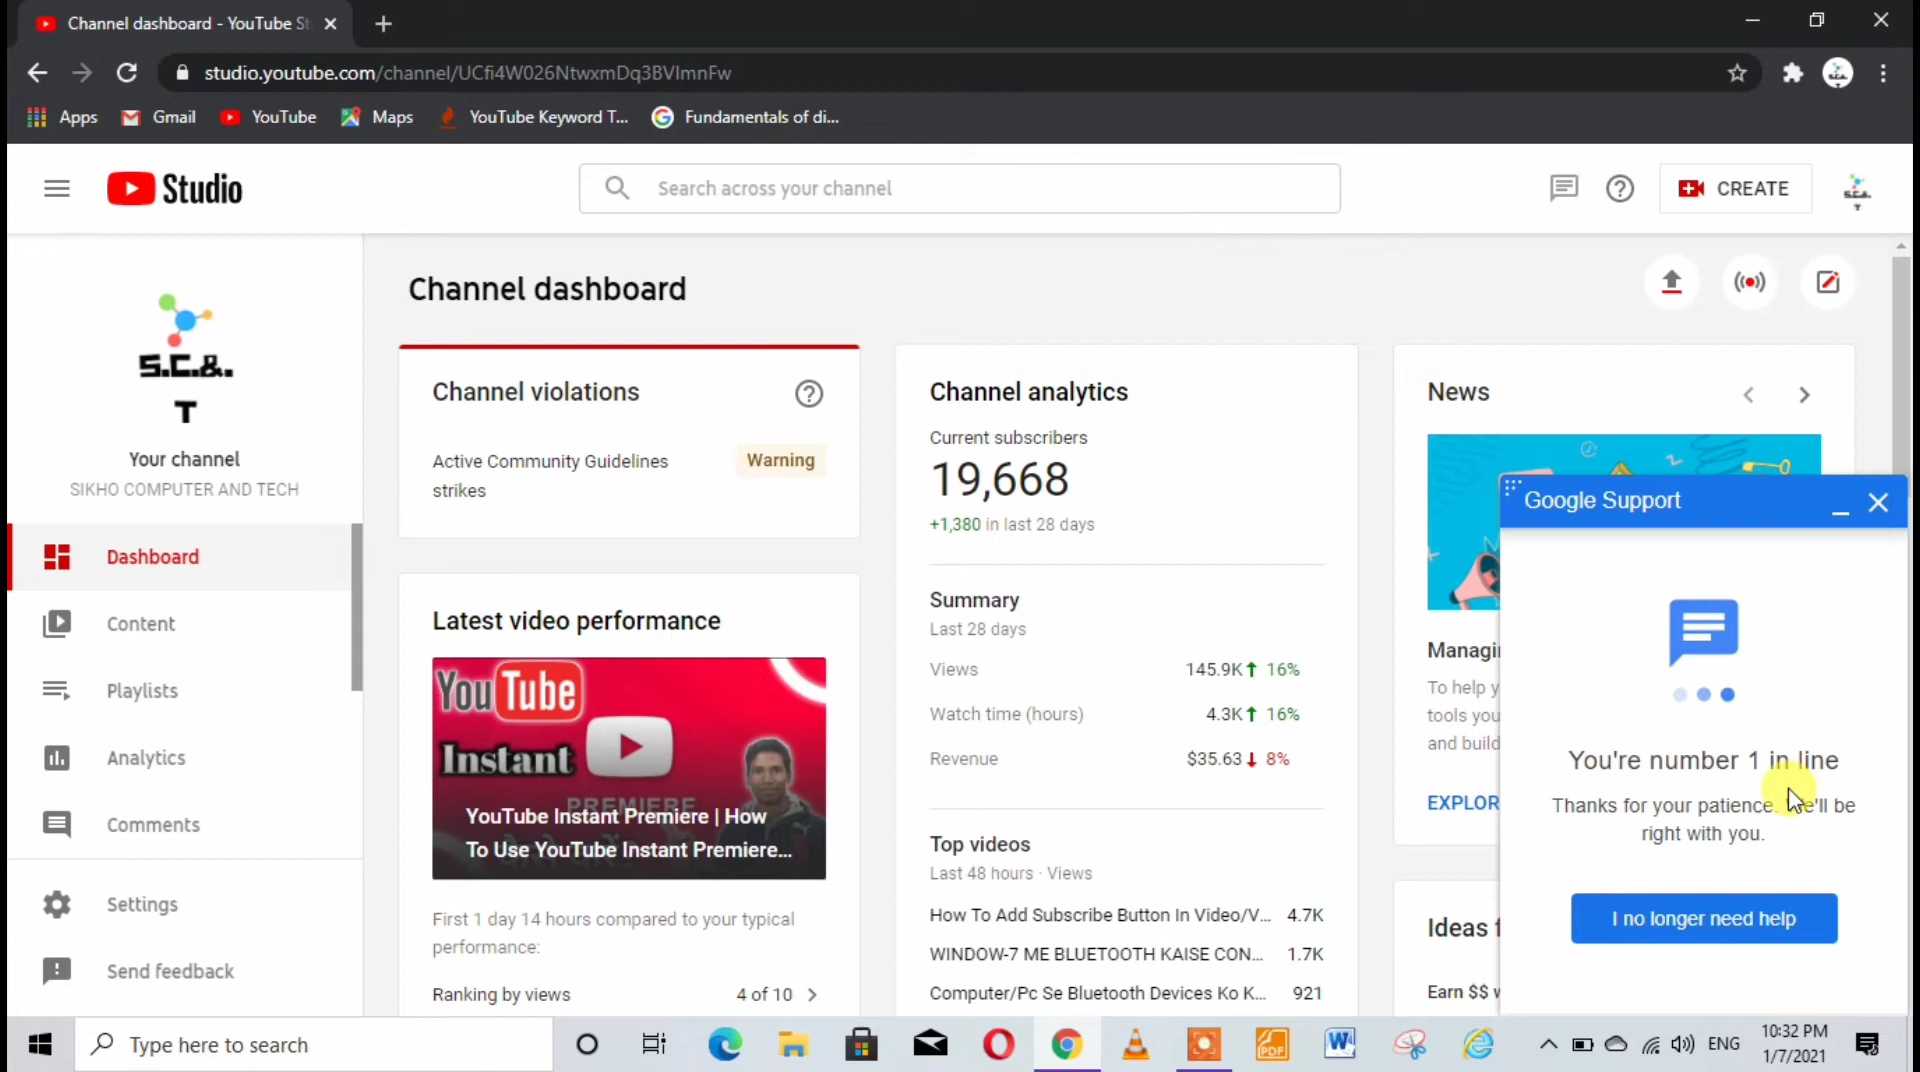 Channel dashboard - YouTube St
studio.youtube.com/channel/UCfi4W026NtwxmDq3BVlmnFw
Apps
Gmail
YouTube
Maps
YouTube Keyword T...
Fundamentals of di...
Studio
Search across your channel
CREATE
S.C.&.
T
S.C.&.
T
Your channel
SIKHO COMPUTER AND TECH
Dashboard
Content
Playlists
Analytics
Comments
Settings
Send feedback
Channel dashboard
Channel violations
Active Community Guidelines
strikes
Warning
Latest video performance
YouTube
Instant
PREMIERE
YouTube Instant Premiere | How
To Use YouTube Instant Premiere...
First 1 day 14 hours compared to your typical
performance:
Ranking by views 4 of 10
Channel analytics
Current subscribers
19,668
+1,380 in last 28 days
Summary
Last 28 days
Views 145.9K 16%
Watch time (hours) 4.3K 16%
Revenue $35.63 8%
Top videos
Last 48 hours · Views
How To Add Subscribe Button In Video/V... 4.7K
WINDOW-7 ME BLUETOOTH KAISE CON... 1.7K
Computer/Pc Se Bluetooth Devices Ko K... 921
News
Managi
To help y
tools you
and build
EXPLOR
Ideas f
Earn $$ w
Google Support
You're number 1 in line
Thanks for your patience. We'll be
right with you.
I no longer need help
Type here to search
PDF
W
ENG
10:32 PM
1/7/2021